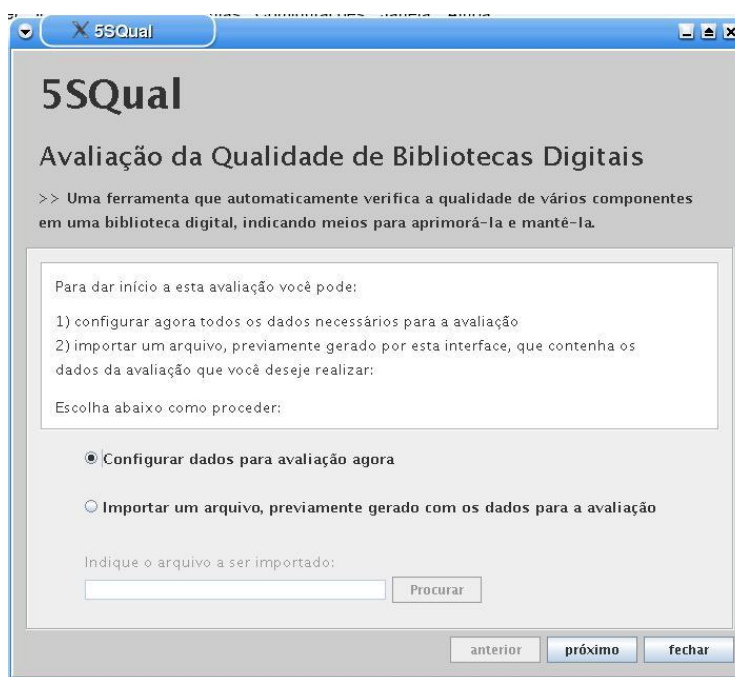 5SQual
5SQual
Avaliação da Qualidade de Bibliotecas Digitais
>> Uma ferramenta que automaticamente verifica a qualidade de vários componentes
em uma biblioteca digital, indicando meios para aprimorá-la e mantê-la.
Para dar início a esta avaliação você pode:
1) configurar agora todos os dados necessários para a avaliação
2) importar um arquivo, previamente gerado por esta interface, que contenha os
dados da avaliação que você deseje realizar:
Escolha abaixo como proceder:
Configurar dados para avaliação agora
Importar um arquivo, previamente gerado com os dados para a avaliação
Indique o arquivo a ser importado:
Procurar
anterior próximo fechar